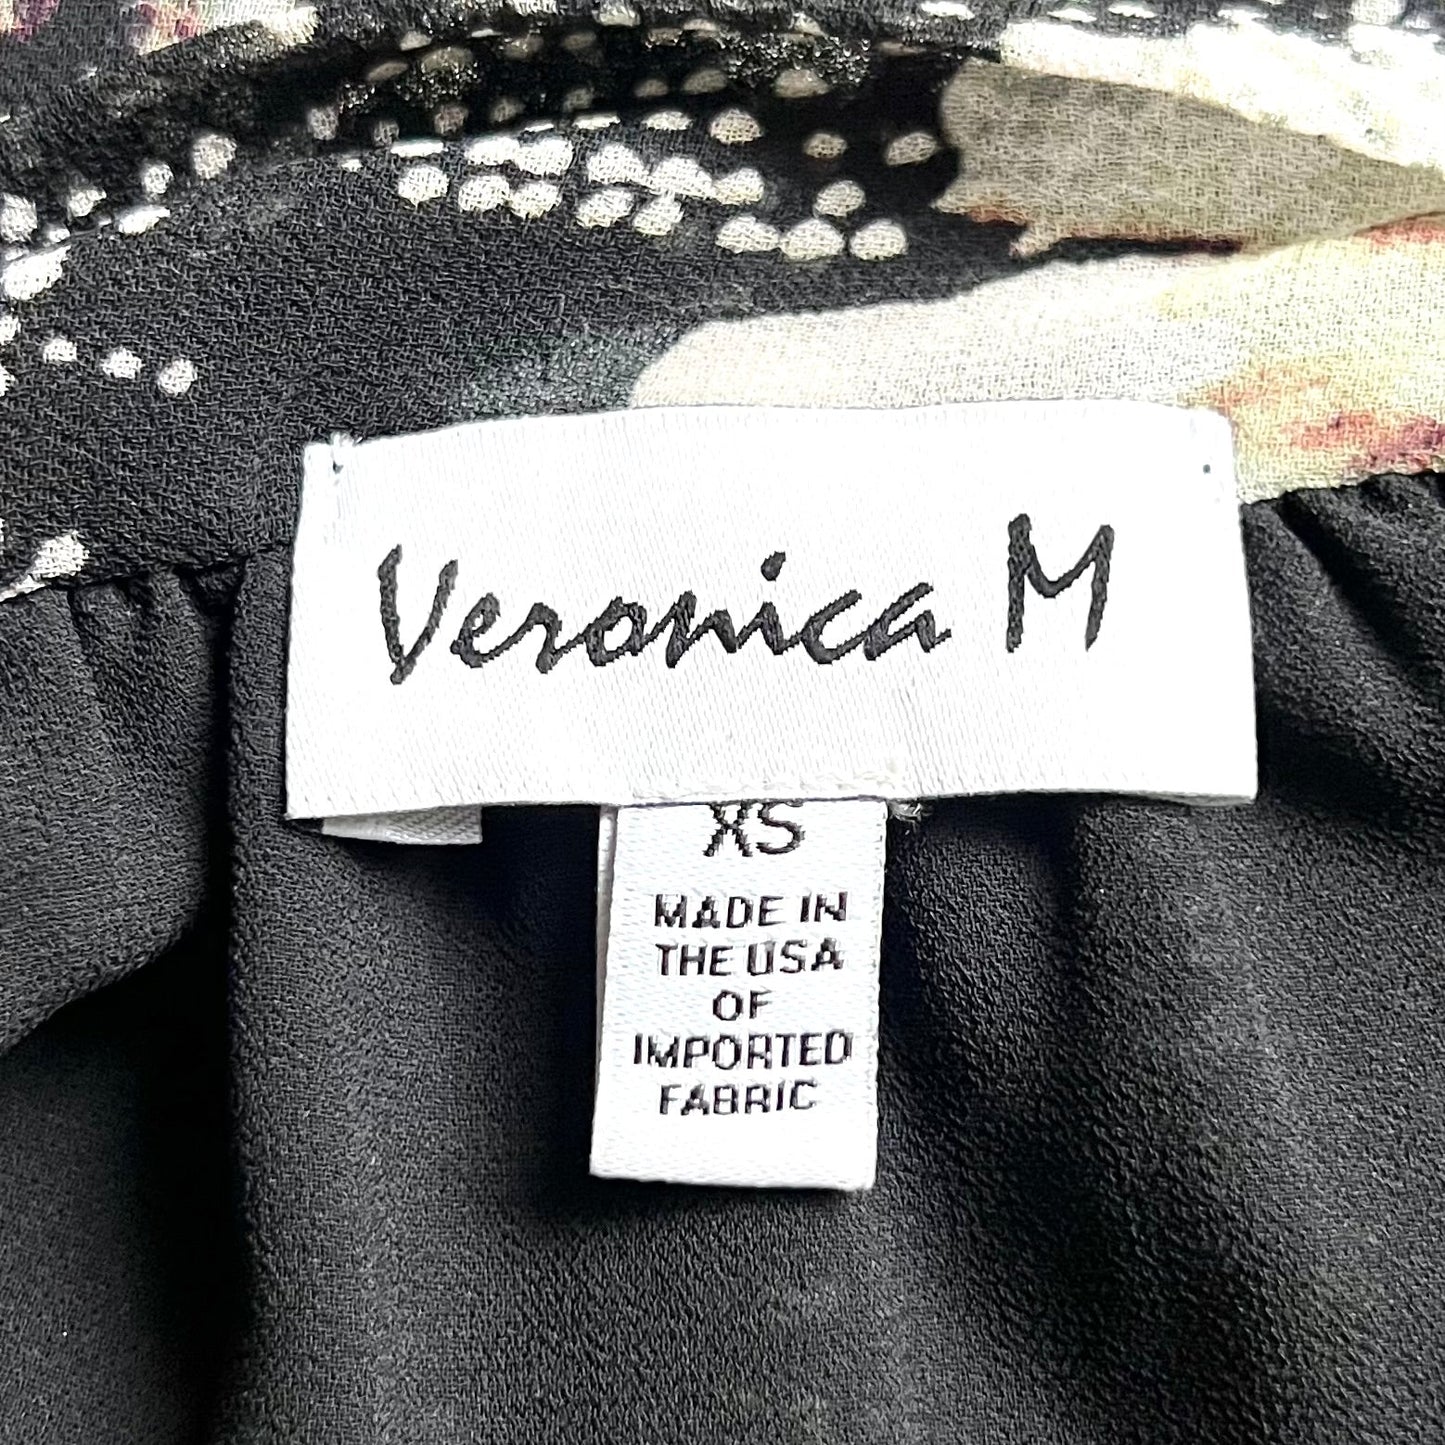 Veronica M
XS
MADE IN
THE USA
OF
IMPORTED
FABRIC